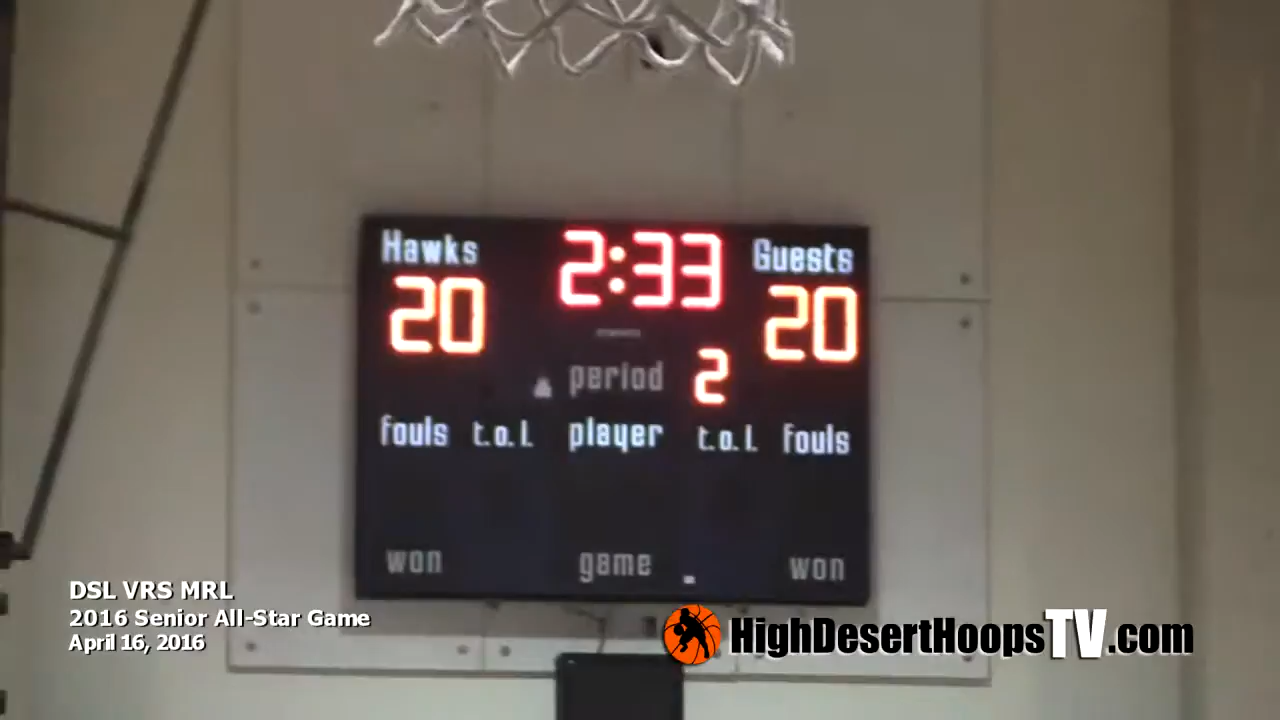 Hawks 2:33 Guests
20 20
period 2
fouls t.o.l. player t.o.l. fouls
won game won
DSL VRS MRL
2016 Senior All-Star Game
April 16, 2016
HighDesertHoopsTV.com